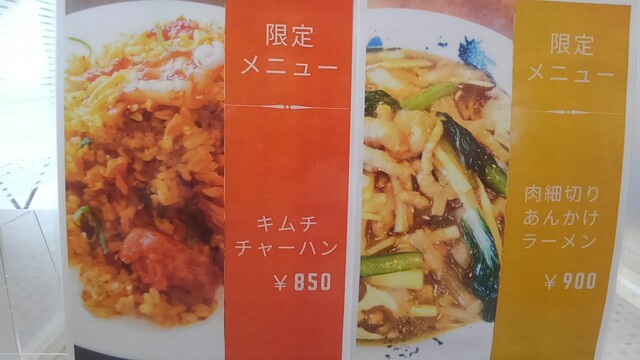 限定
メニュー
キムチ
チャーハン
¥850
限定
メニュー
肉細切り
あんかけ
ラーメン
¥900